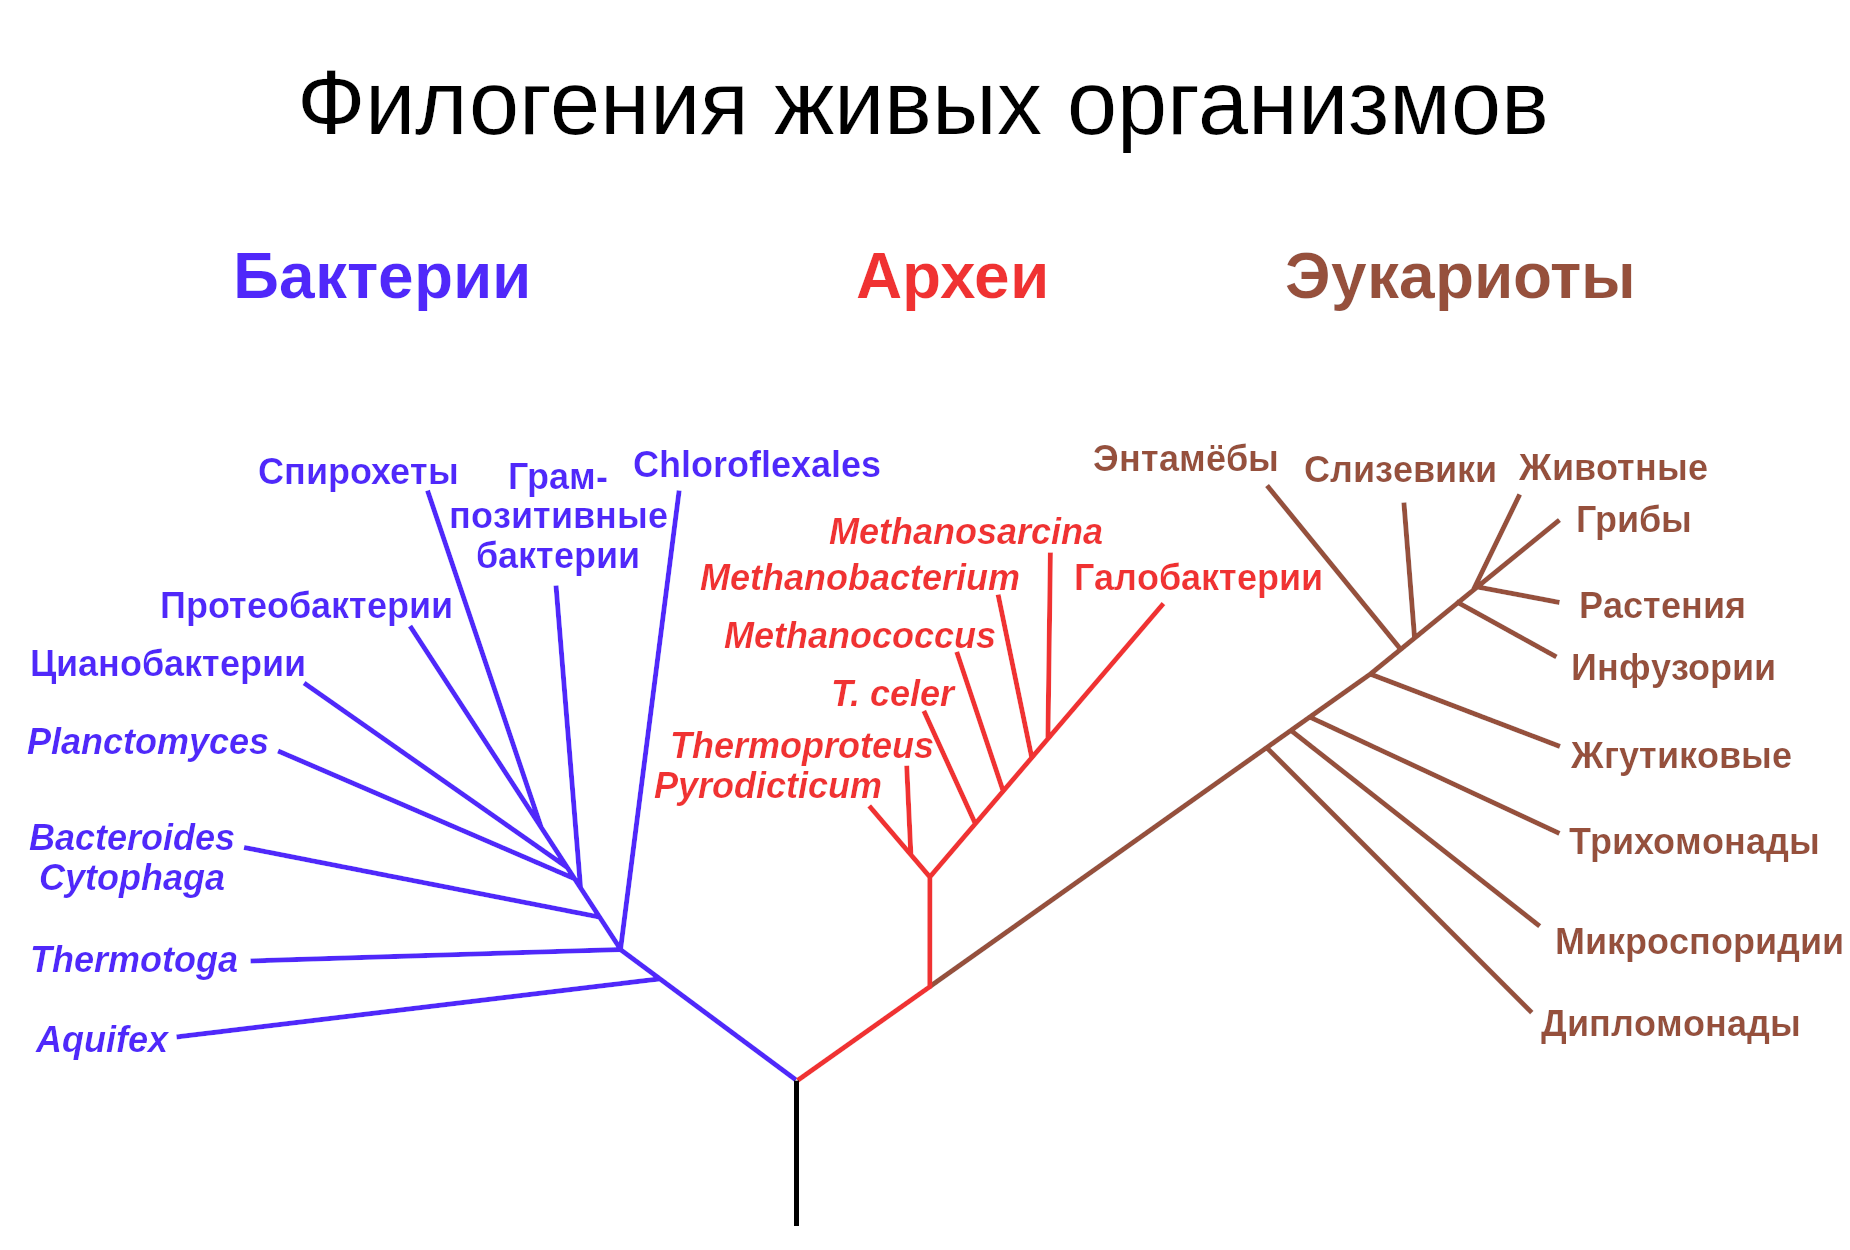 Филогения живых организмов
Бактерии
Археи
Эукариоты
Спирохеты
Грам-
позитивные
бактерии
Chloroflexales
Протеобактерии
Цианобактерии
Planctomyces
Bacteroides
Cytophaga
Thermotoga
Aquifex
Methanosarcina
Methanobacterium
Галобактерии
Methanococcus
T. celer
Thermoproteus
Pyrodicticum
Энтамёбы
Слизевики
Животные
Грибы
Растения
Инфузории
Жгутиковые
Трихомонады
Микроспоридии
Дипломонады